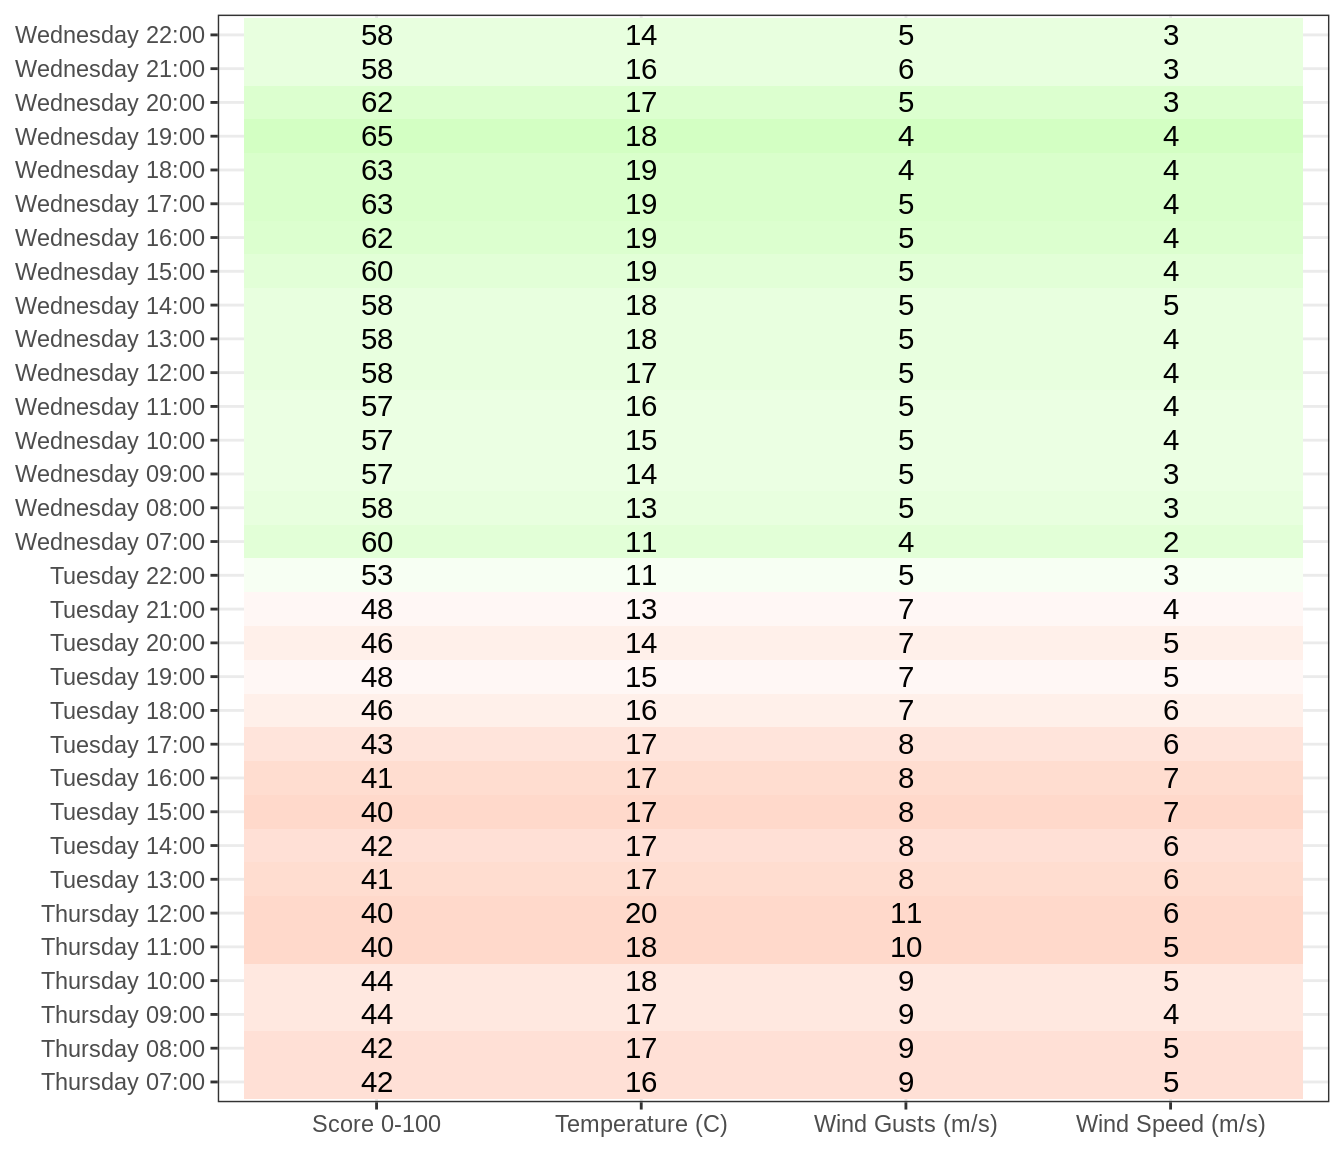 Wednesday 22:00 58 14 5 3
Wednesday 21:00 58 16 6 3
Wednesday 20:00 62 17 5 3
Wednesday 19:00 65 18 4 4
Wednesday 18:00 63 19 4 4
Wednesday 17:00 63 19 5 4
Wednesday 16:00 62 19 5 4
Wednesday 15:00 60 19 5 4
Wednesday 14:00 58 18 5 5
Wednesday 13:00 58 18 5 4
Wednesday 12:00 58 17 5 4
Wednesday 11:00 57 16 5 4
Wednesday 10:00 57 15 5 4
Wednesday 09:00 57 14 5 3
Wednesday 08:00 58 13 5 3
Wednesday 07:00 60 11 4 2
Tuesday 22:00 53 11 5 3
Tuesday 21:00 48 13 7 4
Tuesday 20:00 46 14 7 5
Tuesday 19:00 48 15 7 5
Tuesday 18:00 46 16 7 6
Tuesday 17:00 43 17 8 6
Tuesday 16:00 41 17 8 7
Tuesday 15:00 40 17 8 7
Tuesday 14:00 42 17 8 6
Tuesday 13:00 41 17 8 6
Thursday 12:00 40 20 11 6
Thursday 11:00 40 18 10 5
Thursday 10:00 44 18 9 5
Thursday 09:00 44 17 9 4
Thursday 08:00 42 17 9 5
Thursday 07:00 42 16 9 5
Score 0-100 Temperature (C) Wind Gusts (m/s) Wind Speed (m/s)